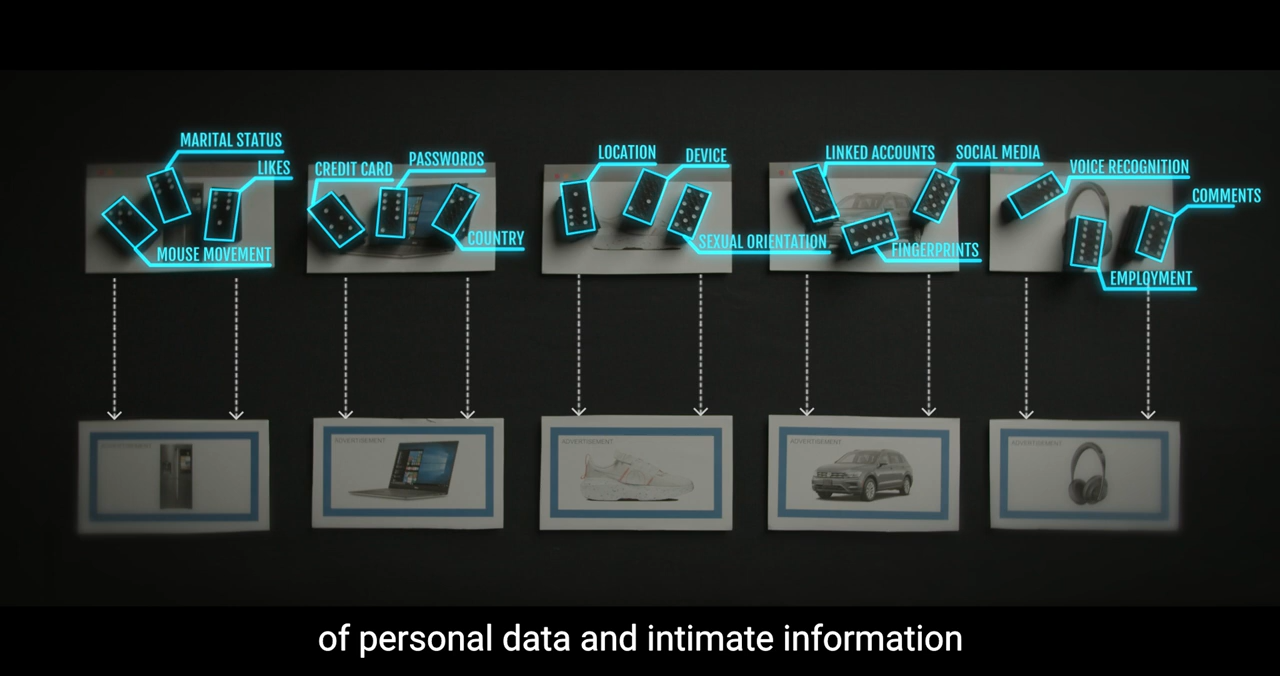 MARITAL STATUS
LIKES
MOUSE MOVEMENT
CREDIT CARD
PASSWORDS
COUNTRY
LOCATION
DEVICE
SEXUAL ORIENTATION
LINKED ACCOUNTS
SOCIAL MEDIA
FINGERPRINTS
VOICE RECOGNITION
COMMENTS
EMPLOYMENT
ADVERTISEMENT
ADVERTISEMENT
ADVERTISEMENT
ADVERTISEMENT
ADVERTISEMENT
of personal data and intimate information